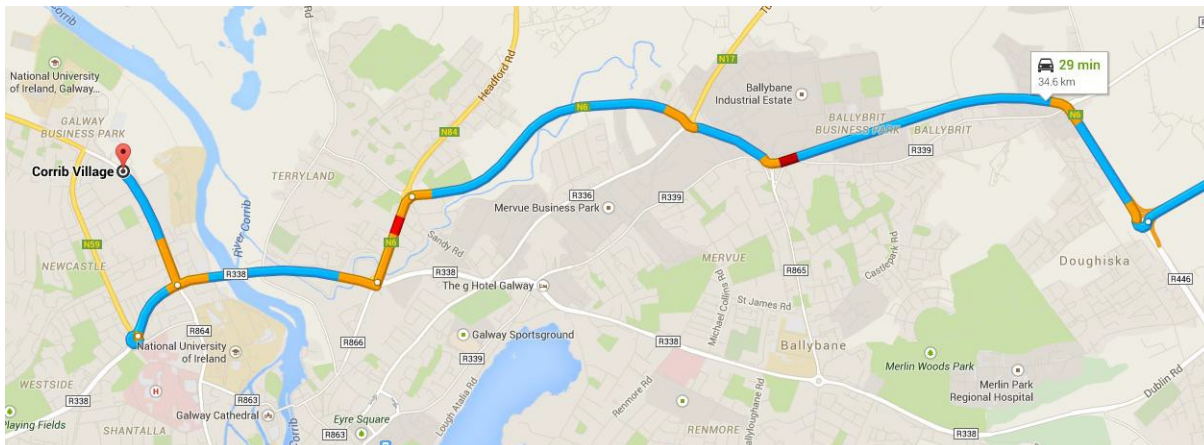 National University
of Ireland, Galway...
GALWAY
BUSINESS PARK
Corrib Village
N59
NEWCASTLE
National University
of Ireland
WESTSIDE
R338
Playing Fields
SHANTALLA
H
R863
Galway Cathedral
R864
River Corrib
River Corrib
R338
Corrib
TERRYLAND
N84
Headford Rd
N6
Sandy Rd
R338
R866
R339
Eyre Square
R863
Lough Atalia Rd
Galway Sportsground
The g Hotel Galway
Mervue Business Park
R336
R339
N6
N17
Ballybane
Industrial Estate
BALLYBRIT
BUSINESS PARK
BALLYBRIT
R339
29 min
34.6 km
N6
Doughiska
R446
MERVUE
R865
Castlepark Rd
Michael Collins Rd
St James Rd
Ballybane
R338
Renmore Rd
RENMORE
Ballyloughane Rd
Merlin Woods Park
Merlin Park
Regional Hospital
Dublin Rd
R338